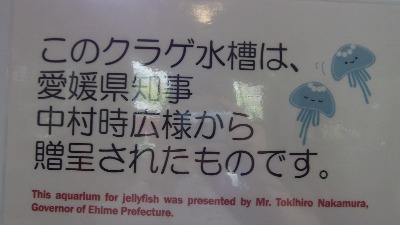 このクラゲ水槽は、
愛媛県知事
中村時広様から
贈呈されたものです。
This aquarium for jellyfish was presented by Mr. Tokihiro Nakamura,
Governor of Ehime Prefecture.